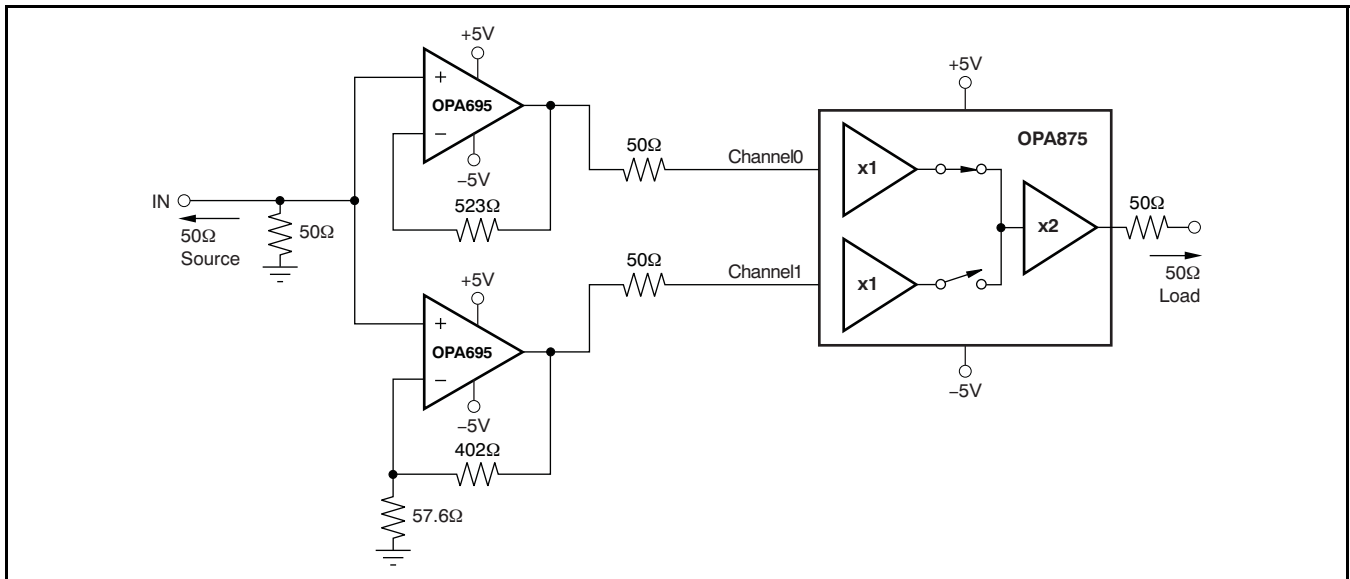 +5V
+
OPA695
−
−5V
523Ω
50Ω
Channel0
IN
50Ω
Source
50Ω
+5V
OPA875
x1
x1
x2
50Ω
50Ω
Load
−5V
50Ω
Channel1
+5V
+
OPA695
−
−5V
402Ω
57.6Ω